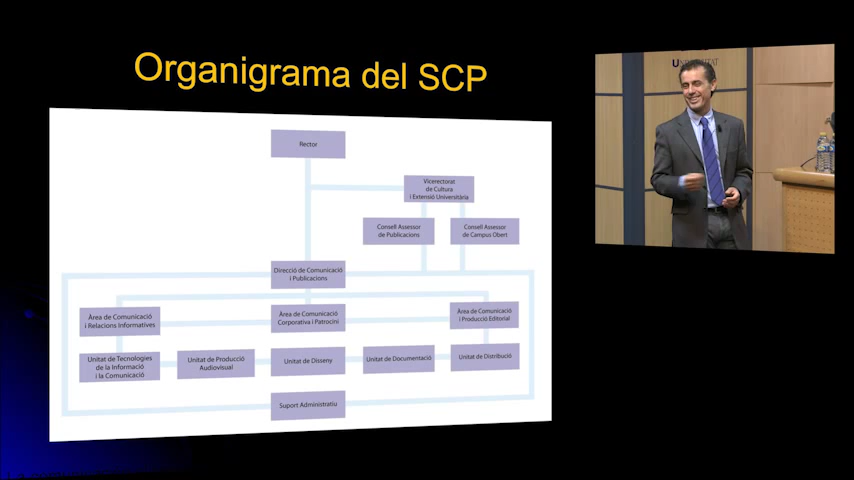 Organigrama del SCP
UNIVERSITAT
Rector
Vicerectorat
de Cultura
i Extensió Universitària
Consell Assessor
de Publicacions
Consell Assessor
de Campus Obert
Direcció de Comunicació
i Publicacions
Àrea de Comunicació
i Relacions Informatives
Àrea de Comunicació
Corporativa i Patrocini
Àrea de Comunicació
i Producció Editorial
Unitat de Tecnologies
de la Informació
i la Comunicació
Unitat de Producció
Audiovisual
Unitat de Disseny
Unitat de Documentació
Unitat de Distribució
Suport Administratiu